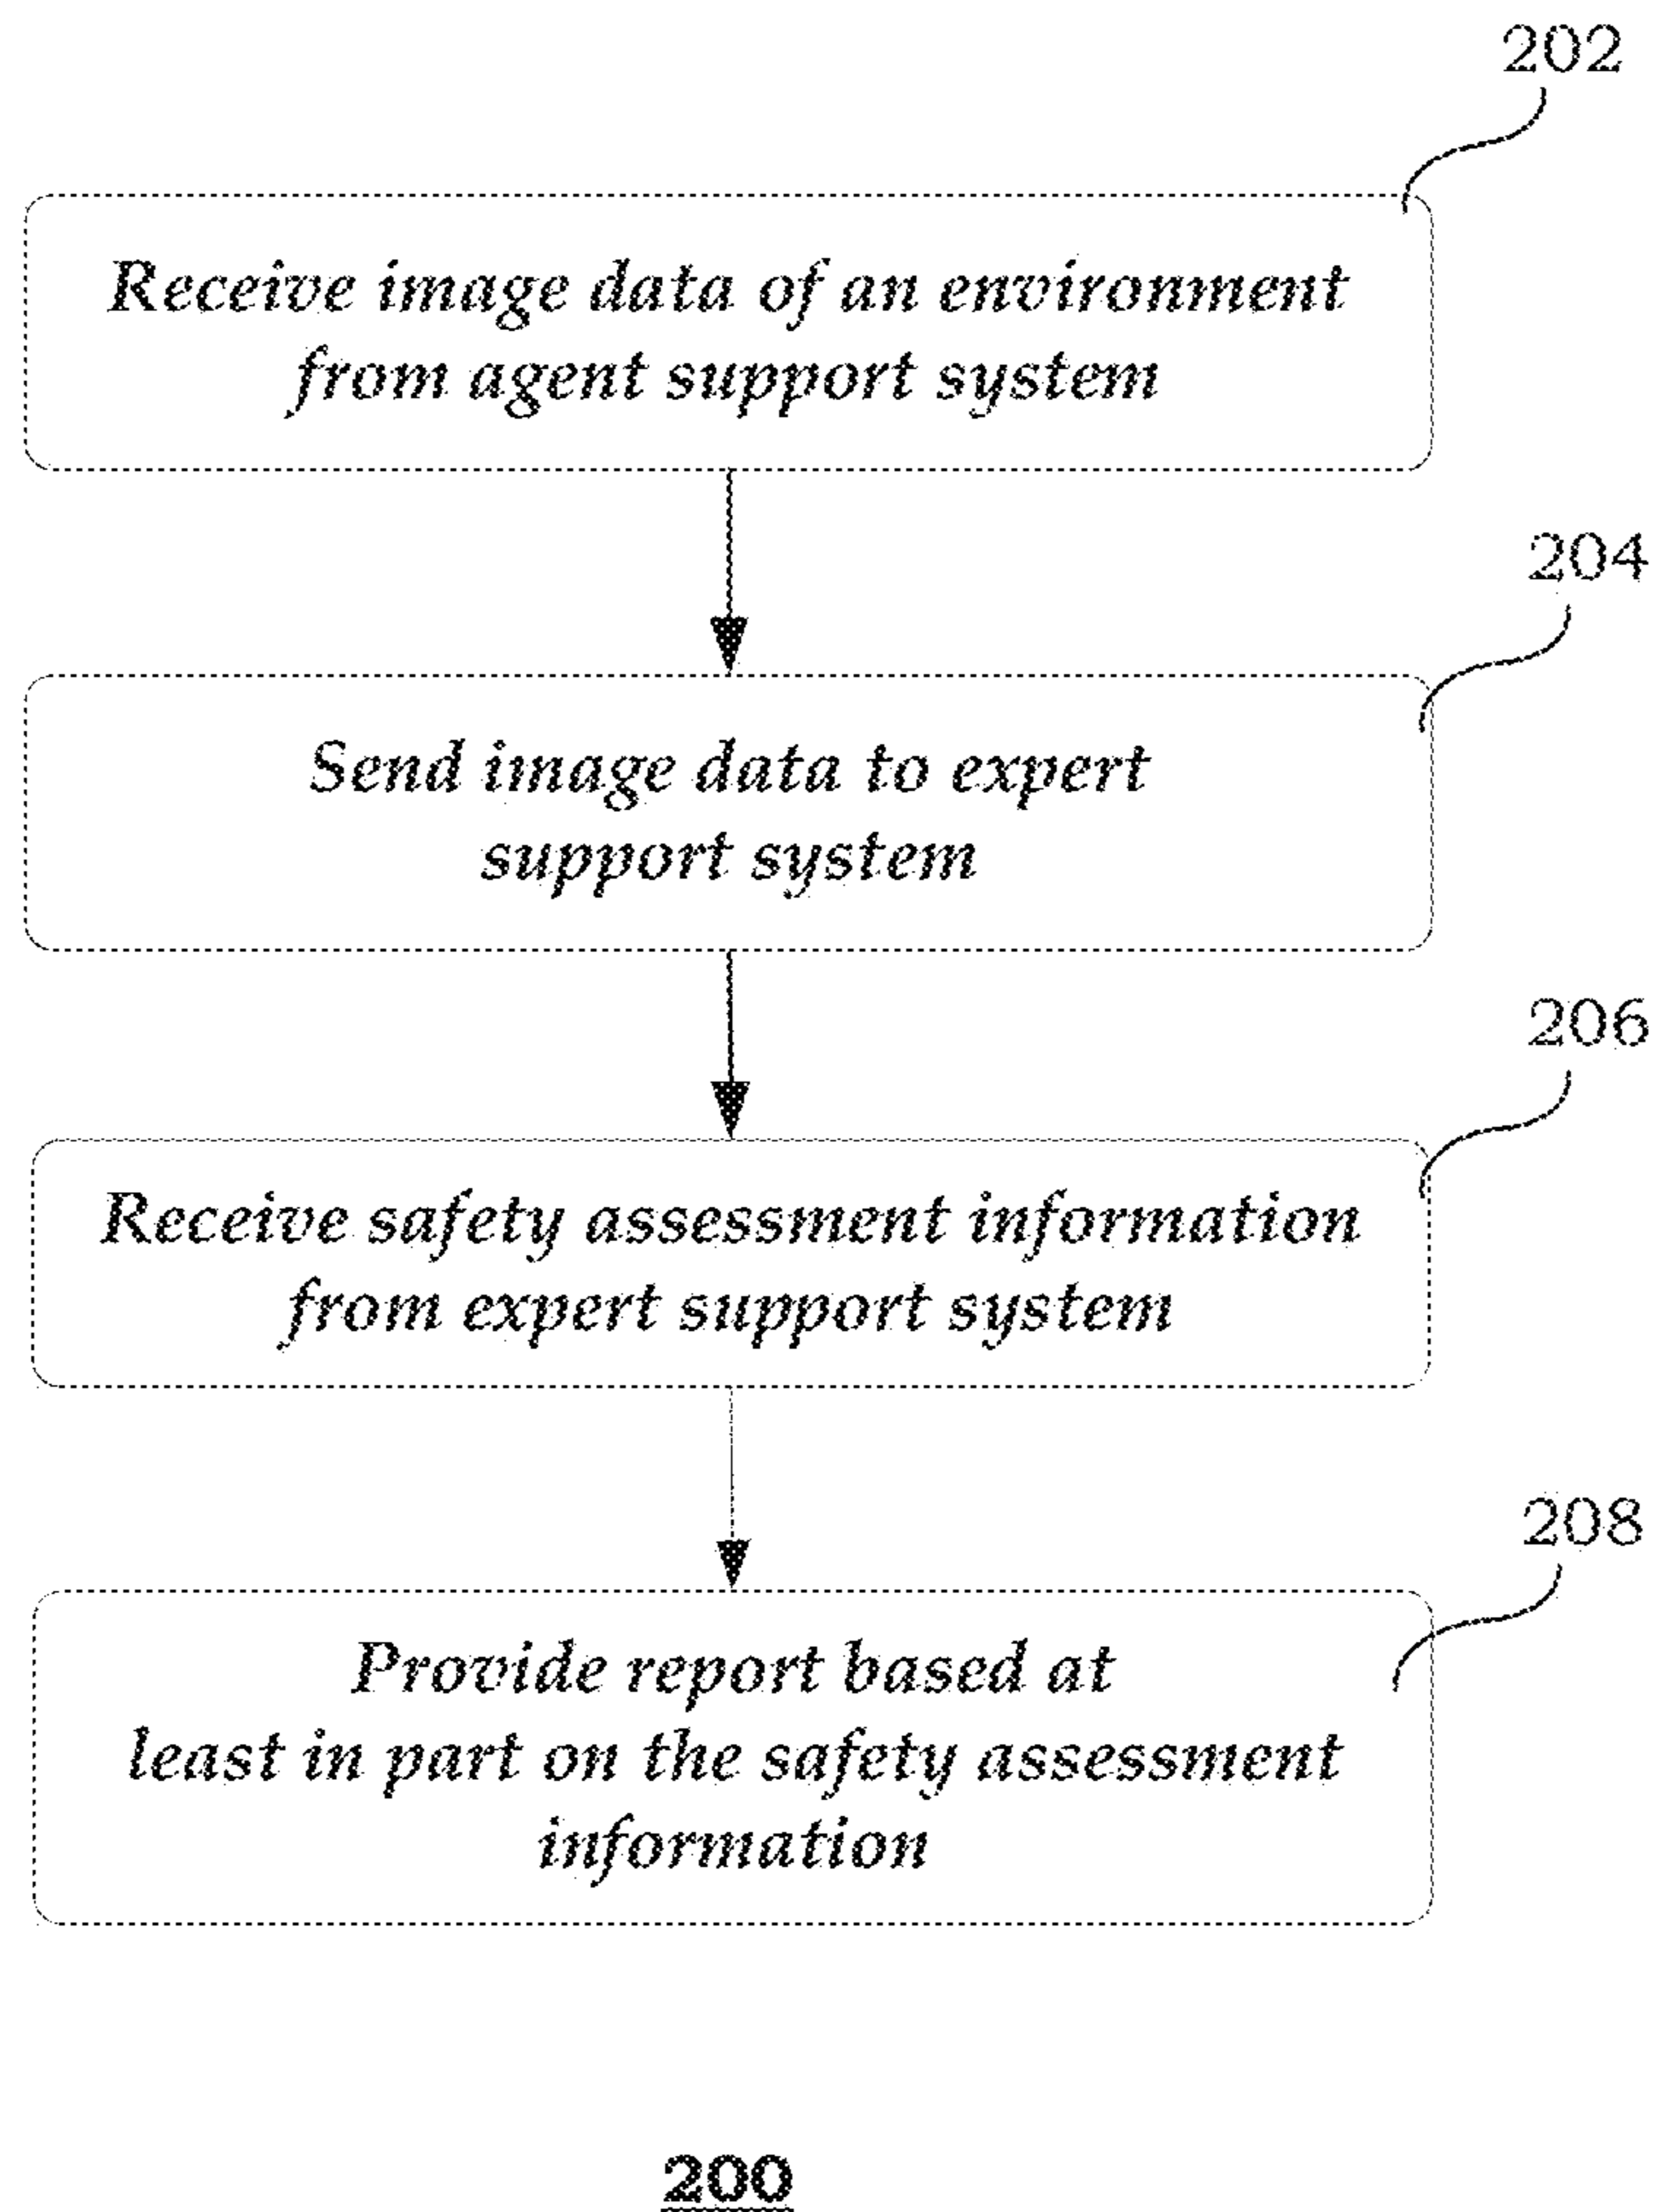 202
Receive image data of an environment
from agent support system
204
Send image data to expert
support system
206
Receive safety assessment information
from expert support system
208
Provide report based at
least in part on the safety assessment
information
200